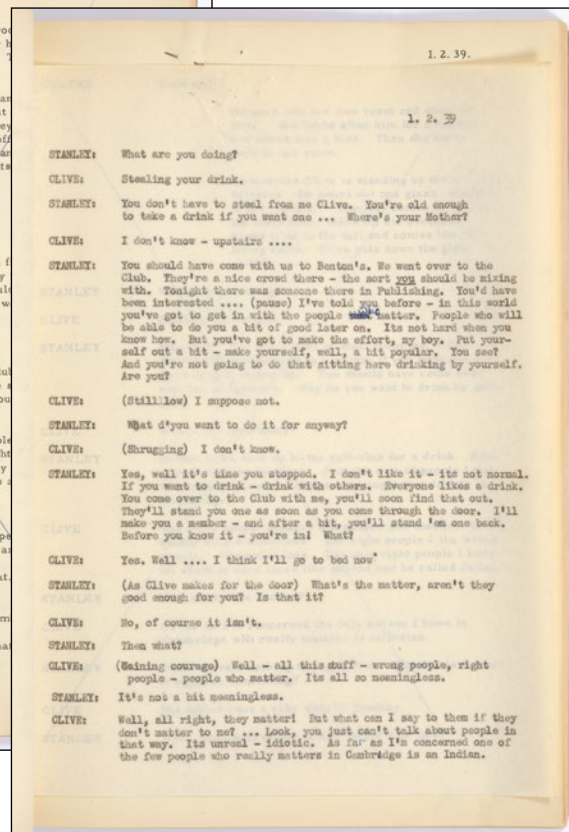 1. 2. 39.
1. 2. 39
STANLEY: What are you doing?
CLIVE: Stealing your drink.
STANLEY: You don't have to steal from me Clive. You're old enough
to take a drink if you want one ... Where's your Mother?
CLIVE: I don't know - upstairs ....
STANLEY: You should have come with us to Benton's. We went over to the
Club. They're a nice crowd there - the sort you should be mixing
with. Tonight there was someone there in Publishing. You'd have
been interested .... (pause) I've told you before - in this world
you've got to get in with the people who matter. People who will
be able to do you a bit of good later on. Its not hard when you
know how. But you've got to make the effort, my boy. Put your-
self out a bit - make yourself, well, a bit popular. You see?
And you're not going to do that sitting here drinking by yourself.
Are you?
CLIVE: (Still low) I suppose not.
STANLEY: What d'you want to do it for anyway?
CLIVE: (Shrugging) I don't know.
STANLEY: Yes, well it's time you stopped. I don't like it - its not normal.
If you want to drink - drink with others. Everyone likes a drink.
You come over to the Club with me, you'll soon find that out.
They'll stand you one as soon as you come through the door. I'll
make you a member - and after a bit, you'll stand 'em one back.
Before you know it - you're in! What?
CLIVE: Yes. Well .... I think I'll go to bed now
STANLEY: (As Clive makes for the door) What's the matter, aren't they
good enough for you? Is that it?
CLIVE: No, of course it isn't.
STANLEY: Then what?
CLIVE: (Gaining courage) Well - all this stuff - wrong people, right
people - people who matter. Its all so meaningless.
STANLEY: It's not a bit meaningless.
CLIVE: Well, all right, they matter! But what can I say to them if they
don't matter to me? ... Look, you just can't talk about people in
that way. Its unreal - idiotic. As far as I'm concerned one of
the few people who really matters in Cambridge is an Indian.